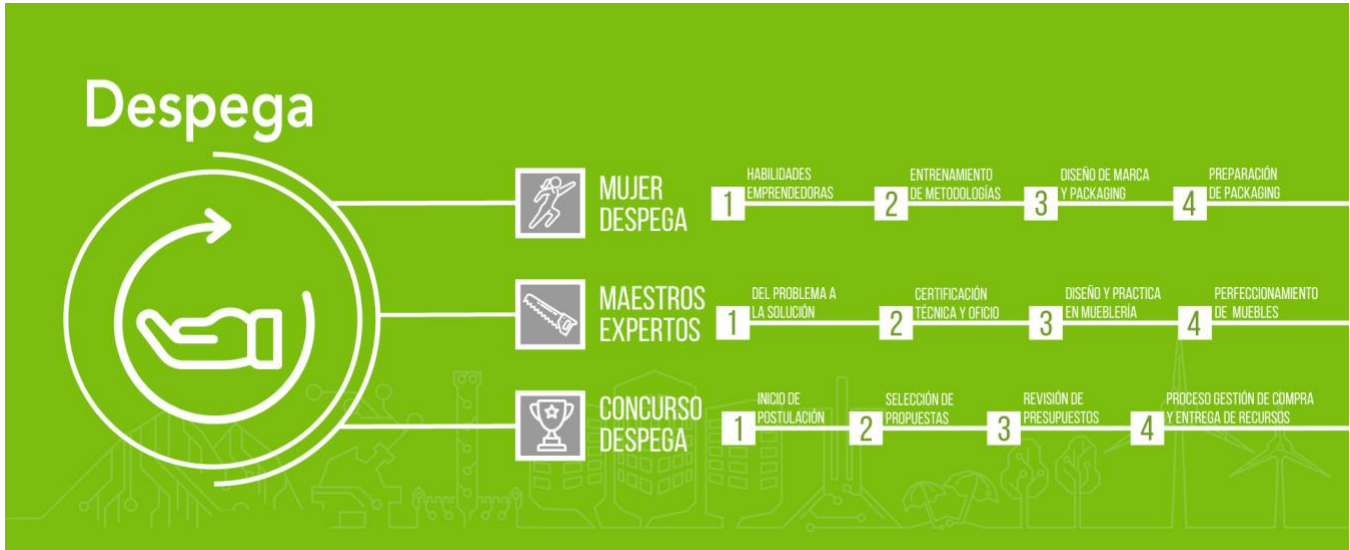 Despega
MUJER
DESPEGA
1
HABILIDADES
EMPRENDEDORAS
2
ENTRENAMIENTO
DE METODOLOGÍAS
3
DISEÑO DE MARCA
Y PACKAGING
4
PREPARACIÓN
DE PACKAGING
MAESTROS
EXPERTOS
1
DEL PROBLEMA A
LA SOLUCIÓN
2
CERTIFICACIÓN
TÉCNICA Y OFICIO
3
DISEÑO Y PRACTICA
EN MUEBLERÍA
4
PERFECCIONAMIENTO
DE MUEBLES
CONCURSO
DESPEGA
1
INICIO DE
POSTULACIÓN
2
SELECCIÓN DE
PROPUESTAS
3
REVISIÓN DE
PRESUPUESTOS
4
PROCESO GESTIÓN DE COMPRA
Y ENTREGA DE RECURSOS